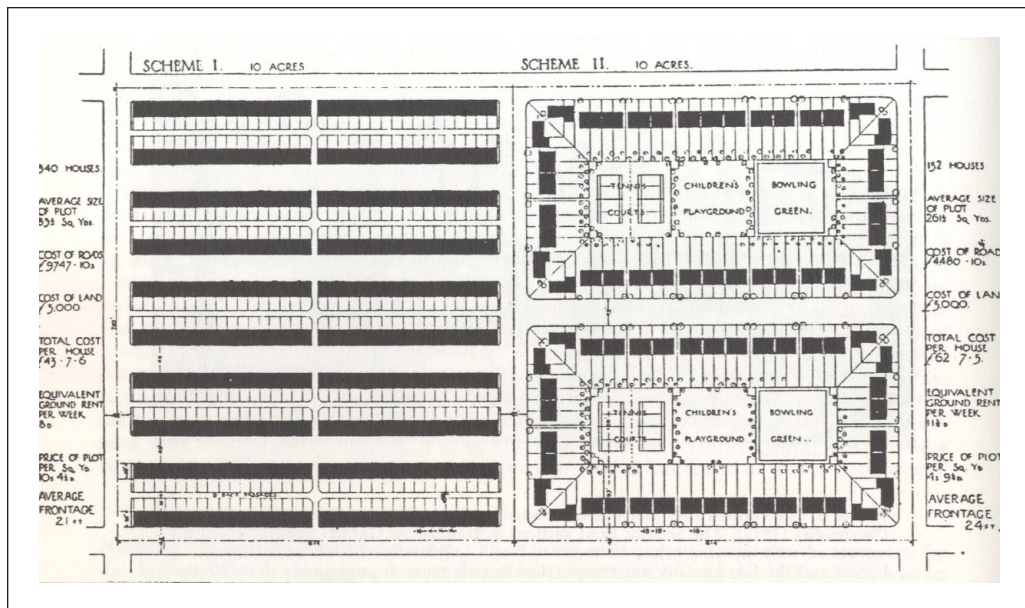 SCHEME I. 10 ACRES
SCHEME II. 10 ACRES.
340 HOUSES
AVERAGE SIZE
OF PLOT
Sq. Yds.
COST OF ROADS
£9747-10s
COST OF LAND
£5,000
TOTAL COST
PER HOUSE
£43-7-6
EQUIVALENT
GROUND RENT
PER WEEK
8D
PRICE OF PLOT
PER Sq. Yd
AVERAGE
FRONTAGE
21 FT
TENNIS
COURTS
CHILDREN'S
PLAYGROUND
BOWLING
GREEN.
TENNIS
COURTS
CHILDREN'S
PLAYGROUND
BOWLING
GREEN..
152 HOUSES
AVERAGE SIZE
OF PLOT
261½ Sq. Yds.
COST OF ROAD
£4480-10s
COST OF LAND
£5,000.
TOTAL COST
PER HOUSE
£62-7-5.
EQUIVALENT
GROUND RENT
PER WEEK
PRICE OF PLOT
PER Sq. Yd
AVERAGE
FRONTAGE
24 FT.